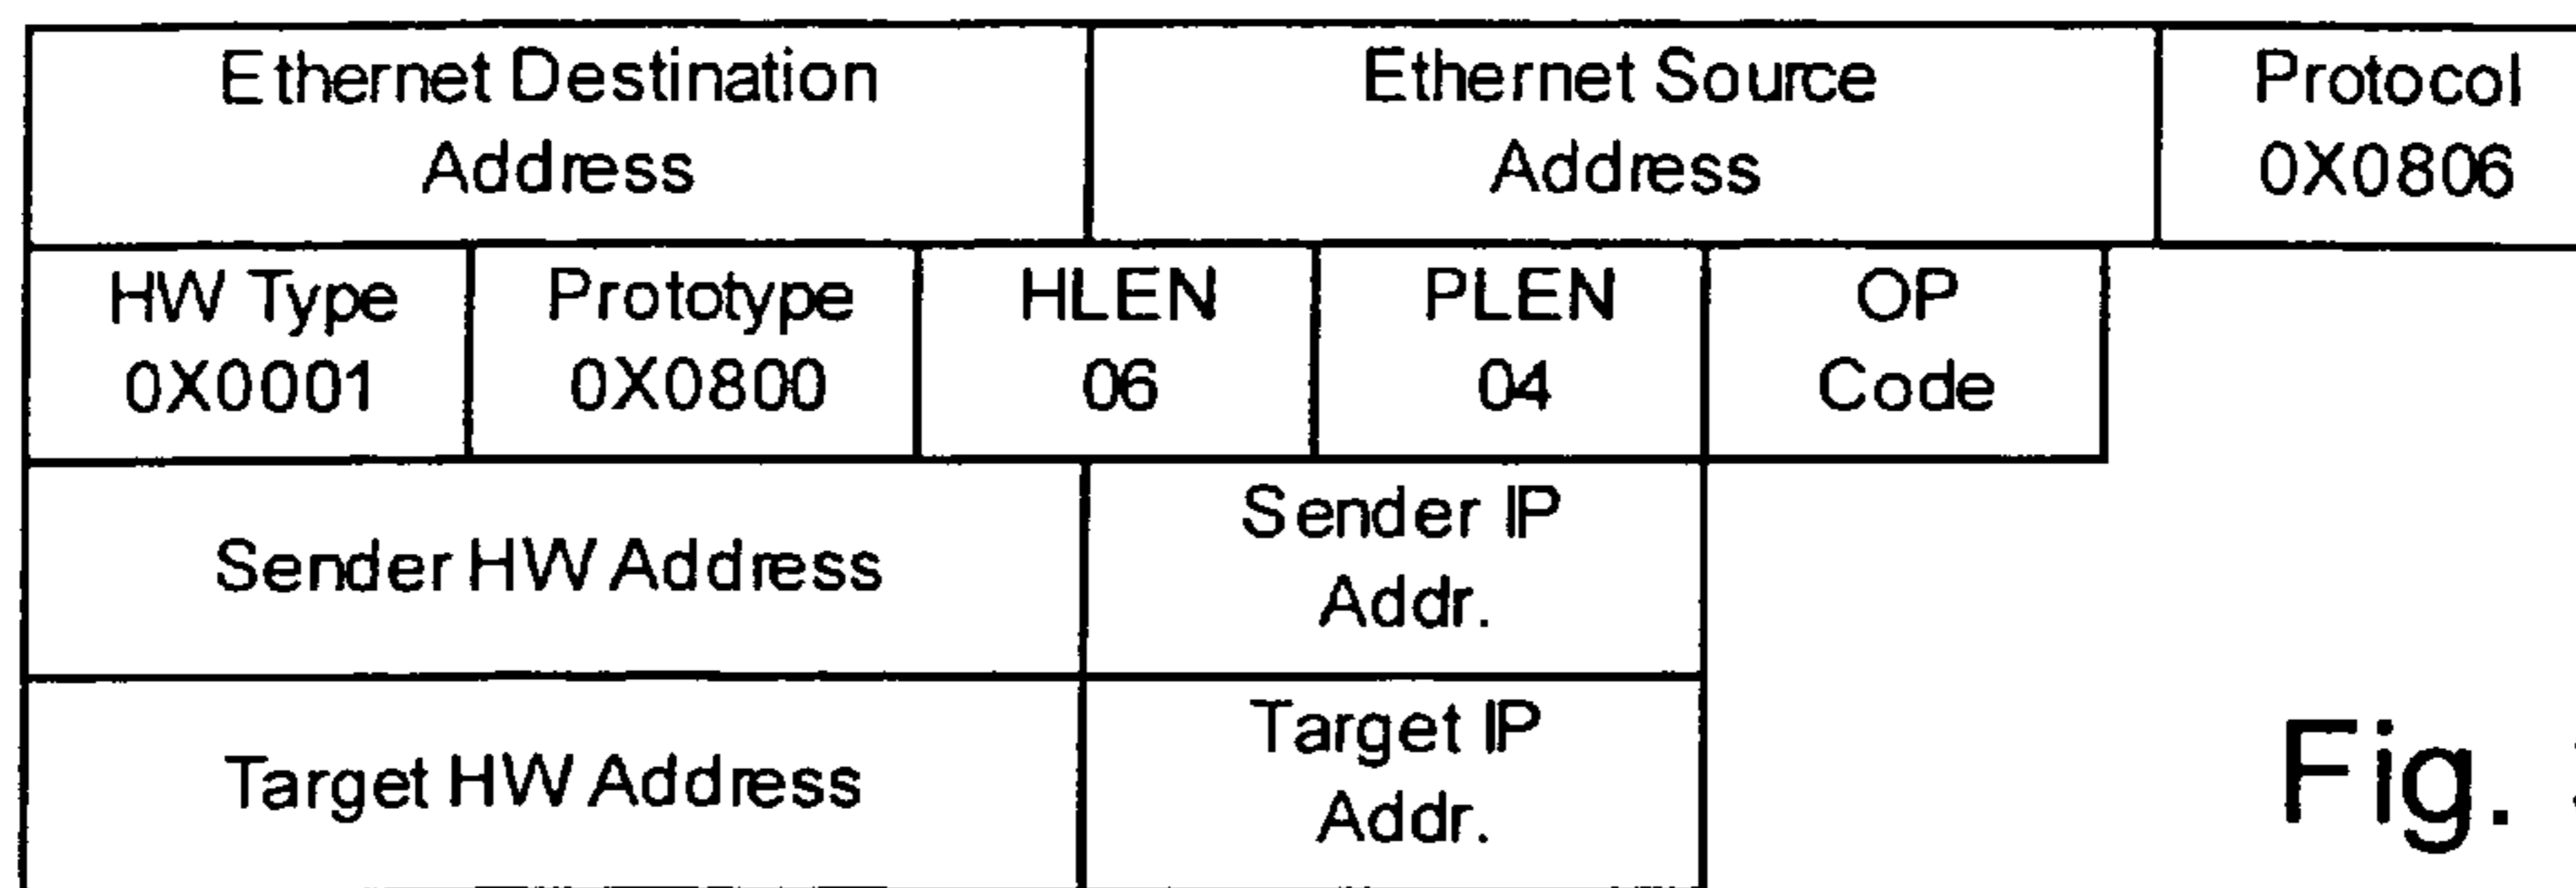 Ethernet Destination
Address
Ethernet Source
Address
Protocol
0X0806
HW Type
0X0001
Prototype
0X0800
HLEN
06
PLEN
04
OP
Code
Sender HW Address
Sender IP
Addr.
Target HW Address
Target IP
Addr.
Fig.